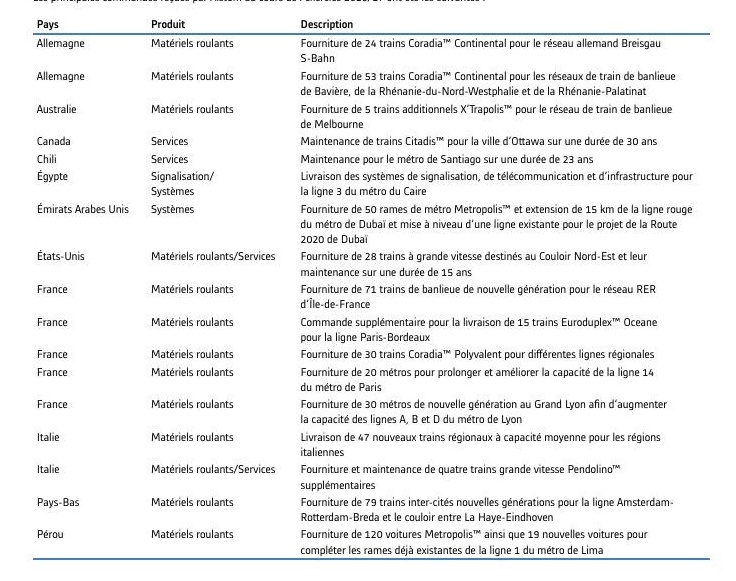 Pays Produit Description
Allemagne Matériels roulants Fourniture de 24 trains Coradia™ Continental pour le réseau allemand Breisgau
S-Bahn
Allemagne Matériels roulants Fourniture de 53 trains Coradia™ Continental pour les réseaux de train de banlieue
de Bavière, de la Rhénanie-du-Nord-Westphalie et de la Rhénanie-Palatinat
Australie Matériels roulants Fourniture de 5 trains additionnels X'Trapolis™ pour le réseau de train de banlieue
de Melbourne
Canada Services Maintenance de trains Citadis™ pour la ville d'Ottawa sur une durée de 30 ans
Chili Services Maintenance pour le métro de Santiago sur une durée de 23 ans
Égypte Signalisation/ Livraison des systèmes de signalisation, de télécommunication et d'infrastructure pour
Systèmes la ligne 3 du métro du Caire
Émirats Arabes Unis Systèmes Fourniture de 50 rames de métro Metropolis™ et extension de 15 km de la ligne rouge
du métro de Dubaï et mise à niveau d'une ligne existante pour le projet de la Route
2020 de Dubaï
États-Unis Matériels roulants/Services Fourniture de 28 trains à grande vitesse destinés au Couloir Nord-Est et leur
maintenance sur une durée de 15 ans
France Matériels roulants Fourniture de 71 trains de banlieue de nouvelle génération pour le réseau RER
d'Île-de-France
France Matériels roulants Commande supplémentaire pour la livraison de 15 trains Euroduplex™ Oceane
pour la ligne Paris-Bordeaux
France Matériels roulants Fourniture de 30 trains Coradia™ Polyvalent pour différentes lignes régionales
France Matériels roulants Fourniture de 20 métros pour prolonger et améliorer la capacité de la ligne 14
du métro de Paris
France Matériels roulants Fourniture de 30 métros de nouvelle génération au Grand Lyon afin d'augmenter
la capacité des lignes A, B et D du métro de Lyon
Italie Matériels roulants Livraison de 47 nouveaux trains régionaux à capacité moyenne pour les régions
italiennes
Italie Matériels roulants/Services Fourniture et maintenance de quatre trains grande vitesse Pendolino™
supplémentaires
Pays-Bas Matériels roulants Fourniture de 79 trains inter-cités nouvelles générations pour la ligne Amsterdam-
Rotterdam-Breda et le couloir entre La Haye-Eindhoven
Pérou Matériels roulants Fourniture de 120 voitures Metropolis™ ainsi que 19 nouvelles voitures pour
compléter les rames déjà existantes de la ligne 1 du métro de Lima